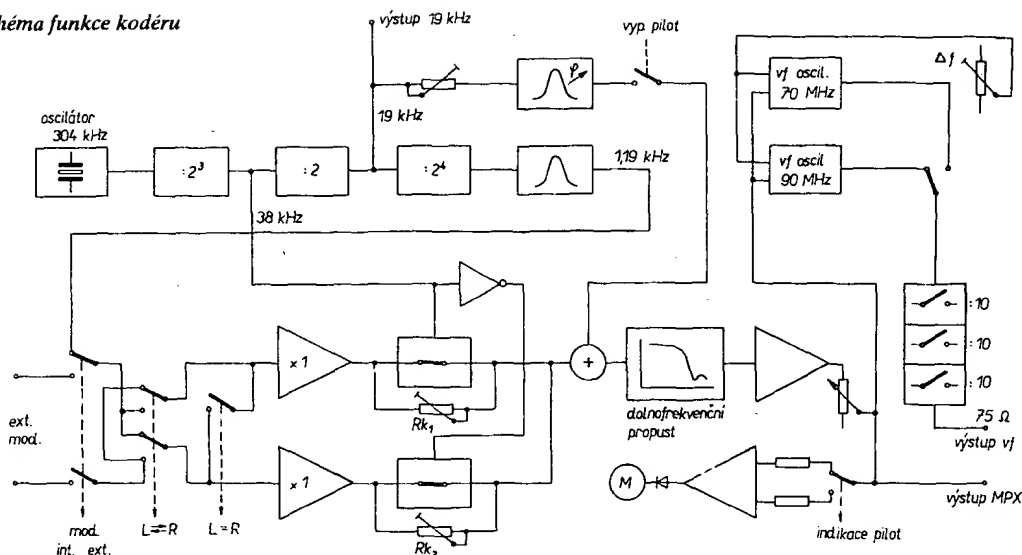 héma funkce kodéru
výstup 19 kHz
vyp. pilot
Δf
φ
vf oscil.
70 MHz
19 kHz
oscilátor
304 kHz
:2³
:2
:2⁴
1,19 kHz
vf oscil
90 MHz
38 kHz
:10
:10
:10
×1
+
Rk₁
dolnofrekvenční
propust
75 Ω
výstup vf
ext.
mod.
×1
M
výstup MPX
mod.
int. ext.
L⇌R
L=R
Rk₂
indikace pilot